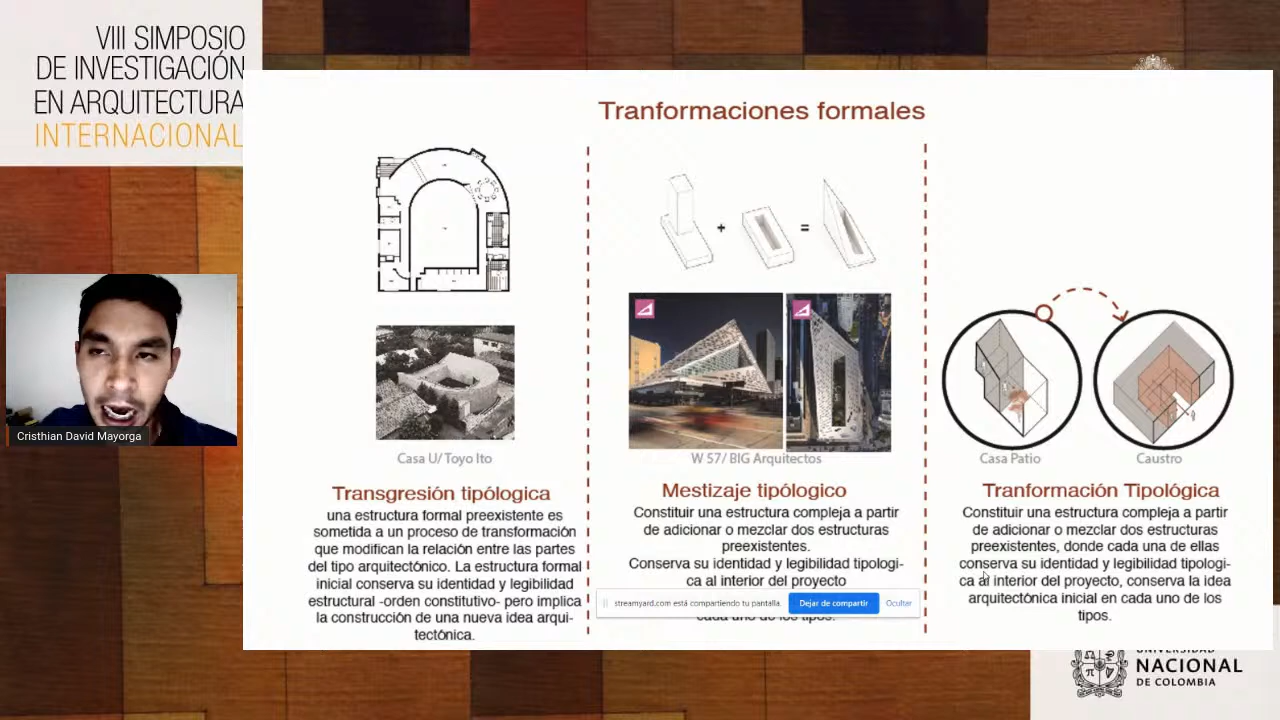 VIII SIMPOSIO
DE INVESTIGACIÓN
EN ARQUITECTURA
INTERNACIONAL
Tranformaciones formales
+
=
Casa U/ Toyo Ito
W 57/ BIG Arquitectos
Casa Patio
Caustro
Transgresión tipólogica
una estructura formal preexistente es
sometida a un proceso de transformación
que modifican la relación entre las partes
del tipo arquitectónico. La estructura formal
inicial conserva su identidad y legibilidad
estructural -orden constitutivo- pero implica
la construcción de una nueva idea arqui-
tectónica.
Mestizaje tipólogico
Constituir una estructura compleja a partir
de adicionar o mezclar dos estructuras
preexistentes.
Conserva su identidad y legibilidad tipologi-
ca al interior del proyecto
cada uno de los tipos.
Tranformación Tipológica
Constituir una estructura compleja a partir
de adicionar o mezclar dos estructuras
preexistentes, donde cada una de ellas
conserva su identidad y legibilidad tipologi-
ca al interior del proyecto, conserva la idea
arquitectónica inicial en cada uno de los
tipos.
streamyard.com está compartiendo tu pantalla.
Dejar de compartir
Ocultar
Cristhian David Mayorga
UNIVERSIDAD
NACIONAL
DE COLOMBIA